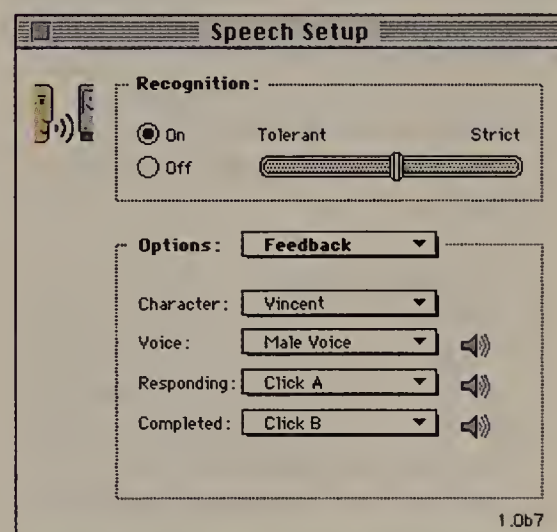 Speech Setup
Recognition:
On
Tolerant
Strict
Off
Options: Feedback
Character: Vincent
Voice: Male Voice
Responding: Click A
Completed: Click B
1.0b7